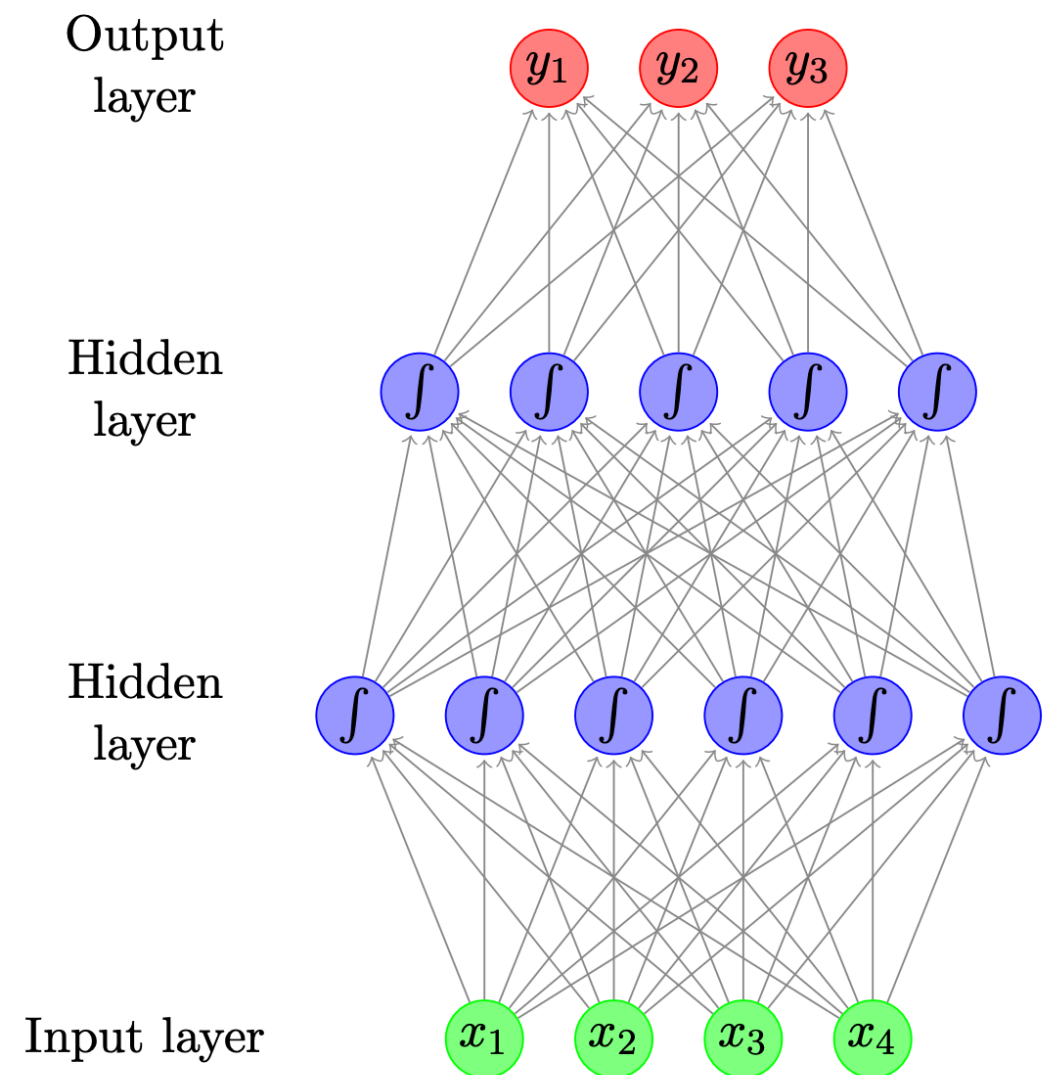 Output
layer
y₁ y₂ y₃
Hidden
layer
∫ ∫ ∫ ∫ ∫
Hidden
layer
∫ ∫ ∫ ∫ ∫ ∫
Input layer
x₁ x₂ x₃ x₄